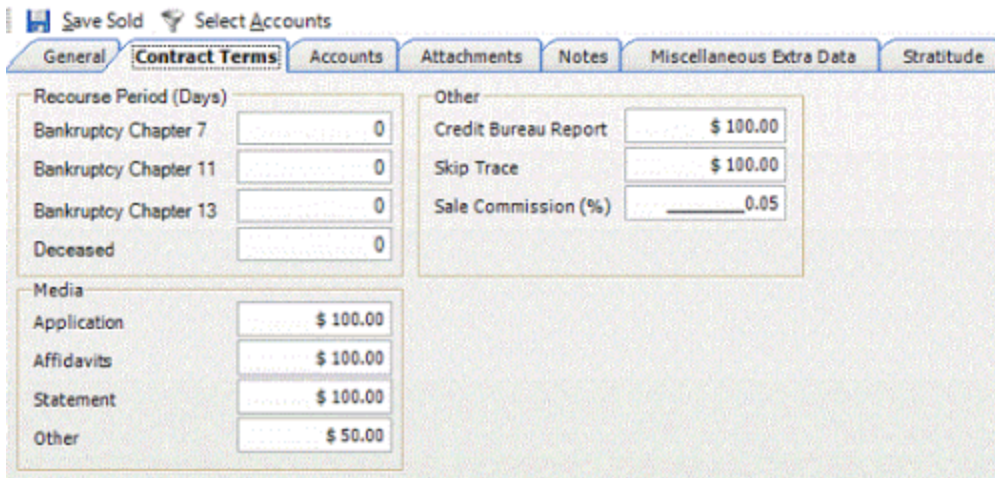 Save Sold Select Accounts
General Contract Terms Accounts Attachments Notes Miscellaneous Extra Data Stratitude
Recourse Period (Days)
Bankruptcy Chapter 7 0
Bankruptcy Chapter 11 0
Bankruptcy Chapter 13 0
Deceased 0
Other
Credit Bureau Report $ 100.00
Skip Trace $ 100.00
Sale Commission (%) ________0.05
Media
Application $ 100.00
Affidavits $ 100.00
Statement $ 100.00
Other $ 50.00